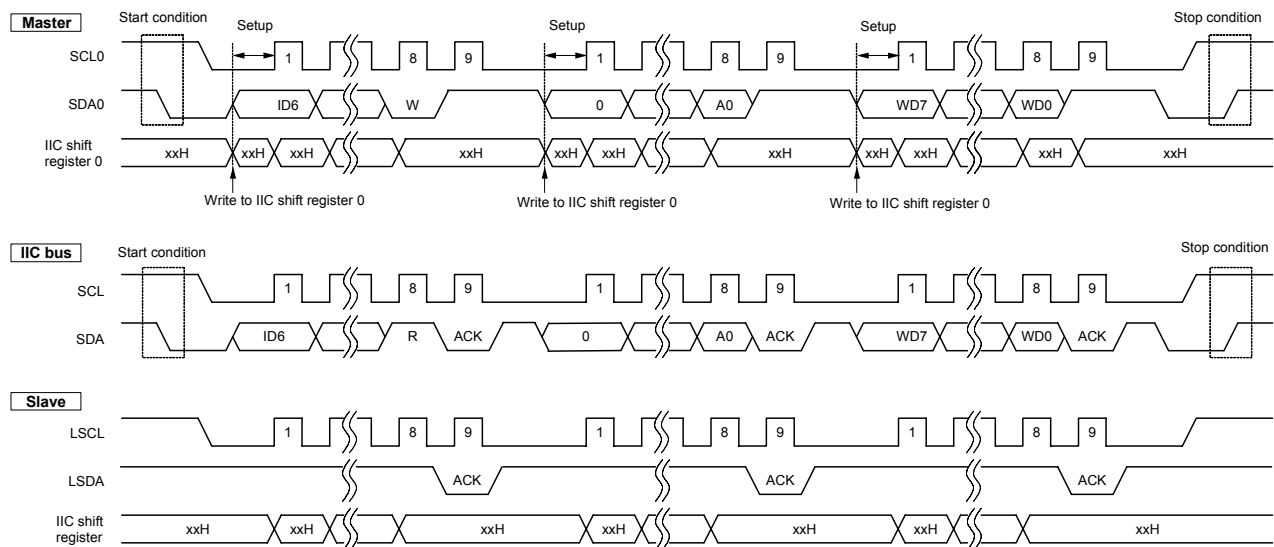 Master
Start condition
Setup
Setup
Setup
Stop condition
SCL0
1 8 9 1 8 9 1 8 9
SDA0
ID6 W 0 A0 WD7 WD0
IIC shift
register 0
xxH xxH xxH xxH xxH xxH xxH xxH xxH xxH xxH
Write to IIC shift register 0
Write to IIC shift register 0
Write to IIC shift register 0
IIC bus
Start condition
Stop condition
SCL
1 8 9 1 8 9 1 8 9
SDA
ID6 R ACK 0 A0 ACK WD7 WD0 ACK
Slave
LSCL
1 8 9 1 8 9 1 8 9
LSDA
ACK ACK ACK
IIC shift
register
xxH xxH xxH xxH xxH xxH xxH